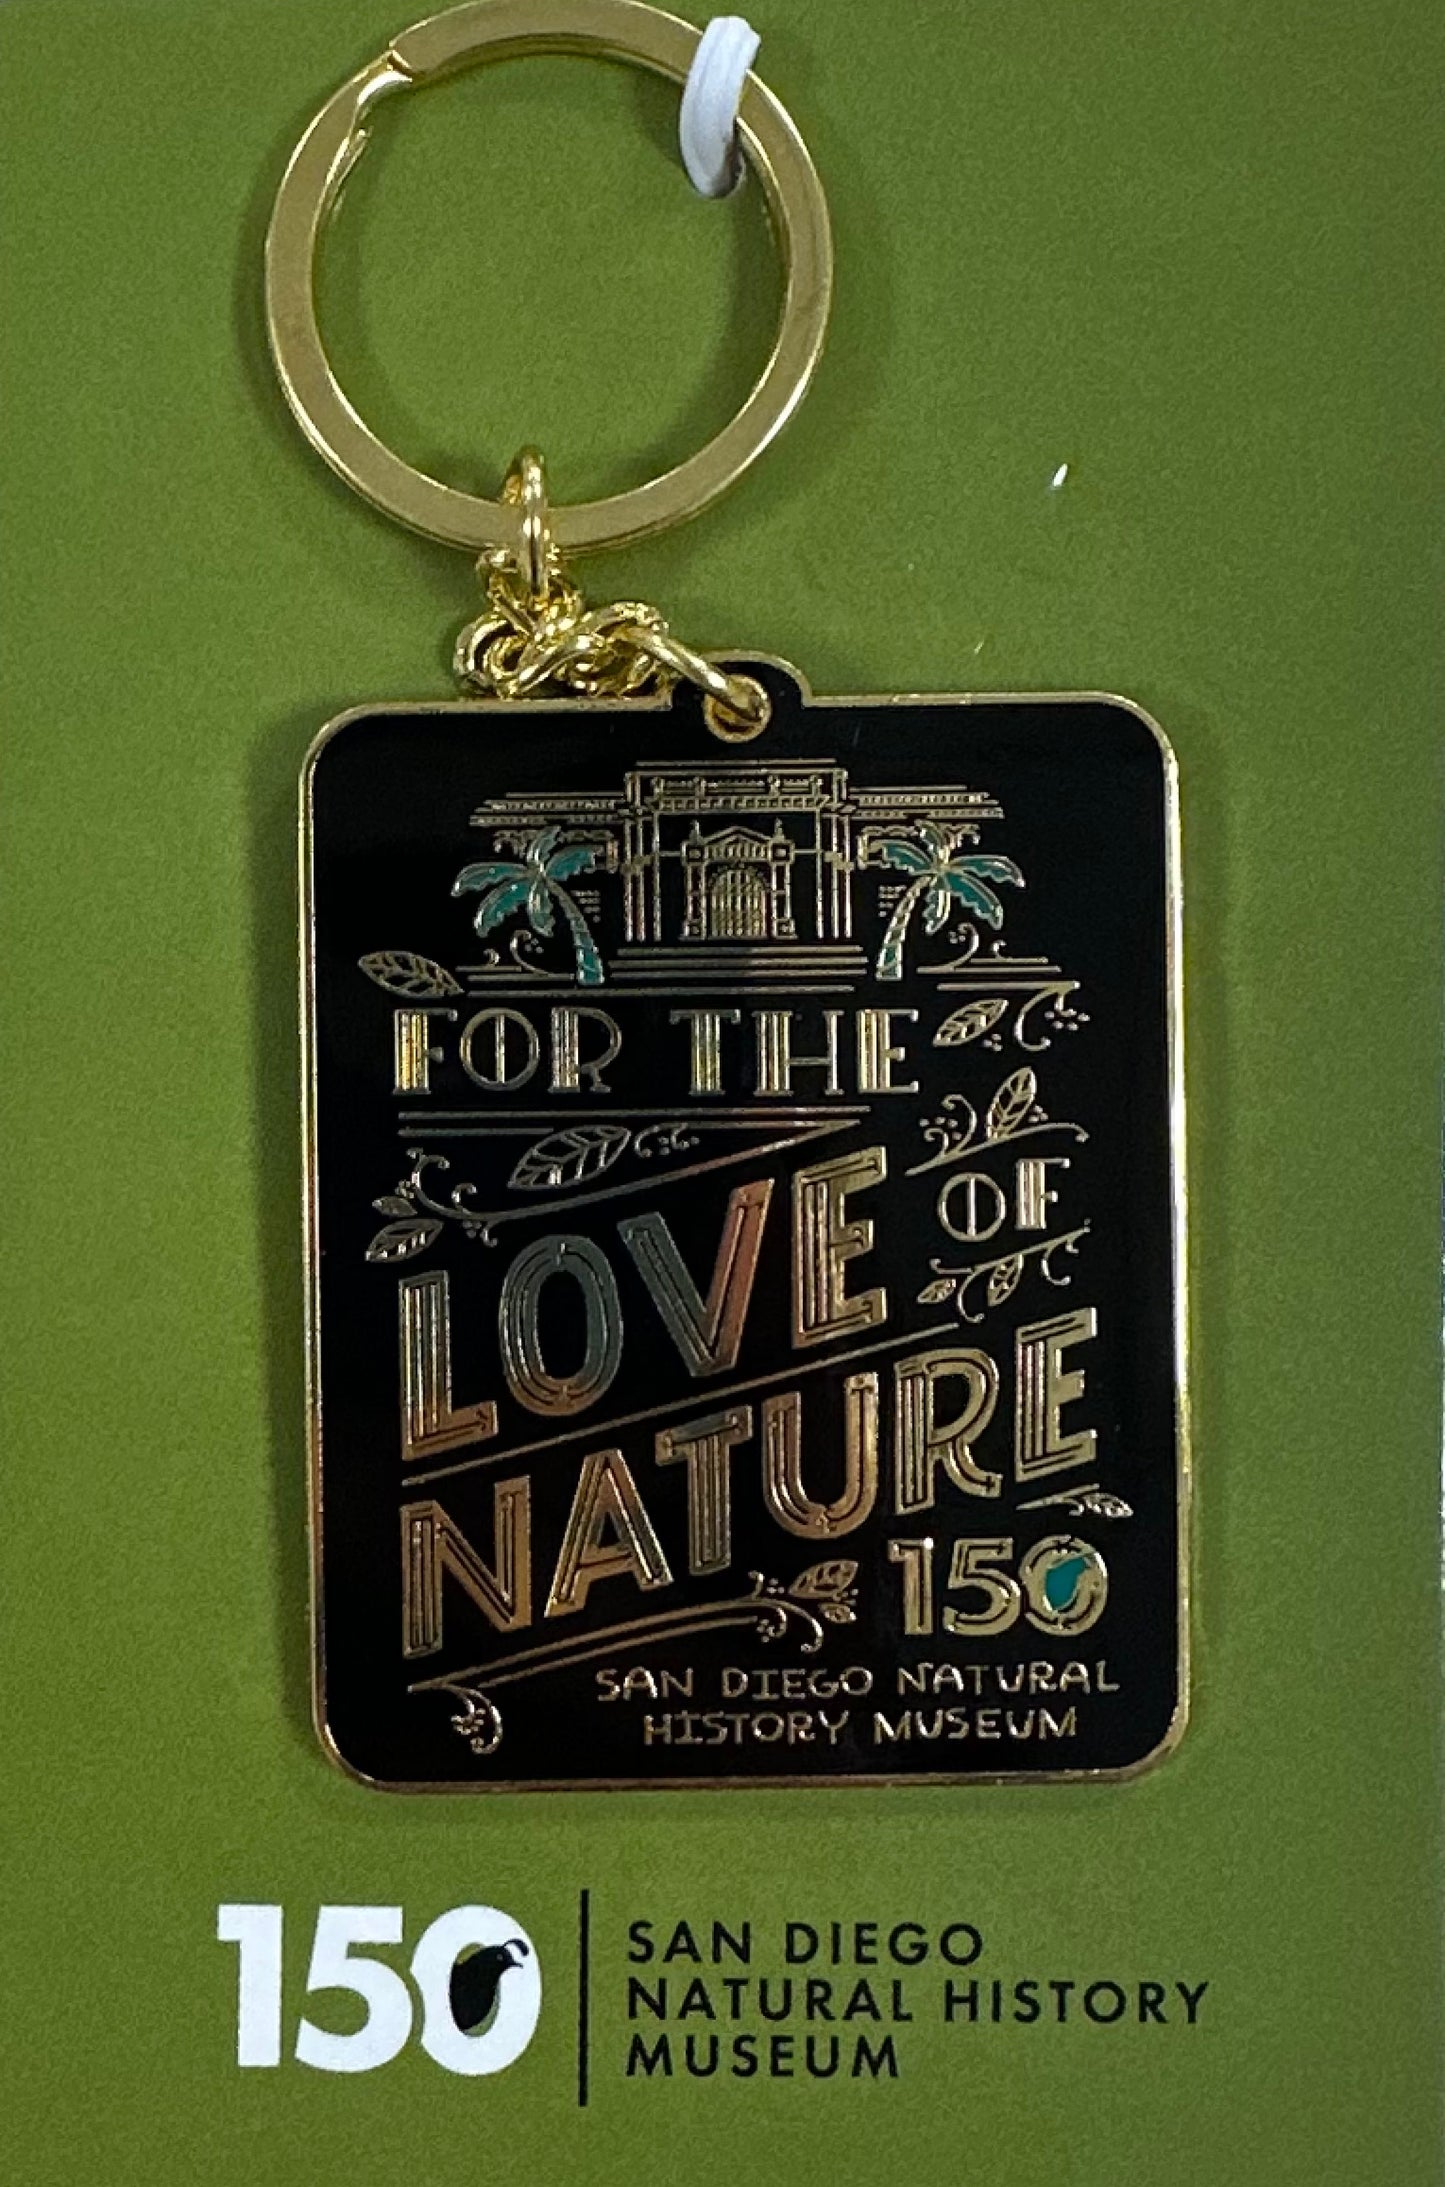 FOR THE
LOVE OF
NATURE
150
SAN DIEGO NATURAL
HISTORY MUSEUM
150
SAN DIEGO
NATURAL HISTORY
MUSEUM